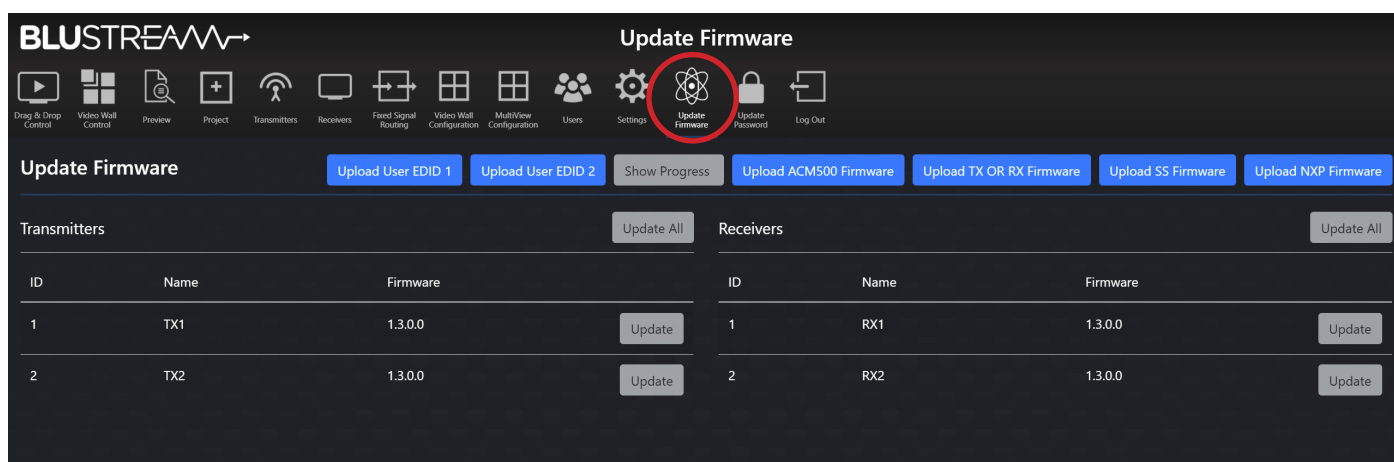 BLUSTREAM
Update Firmware
Drag & Drop Control
Video Wall Control
Preview
Project
Transmitters
Receivers
Fixed Signal Routing
Video Wall Configuration
MultiView Configuration
Users
Settings
Update Firmware
Update Password
Log Out
Update Firmware
Upload User EDID 1
Upload User EDID 2
Show Progress
Upload ACM500 Firmware
Upload TX OR RX Firmware
Upload SS Firmware
Upload NXP Firmware
Transmitters
Update All
ID Name Firmware
1 TX1 1.3.0.0 Update
2 TX2 1.3.0.0 Update
Receivers
Update All
ID Name Firmware
1 RX1 1.3.0.0 Update
2 RX2 1.3.0.0 Update